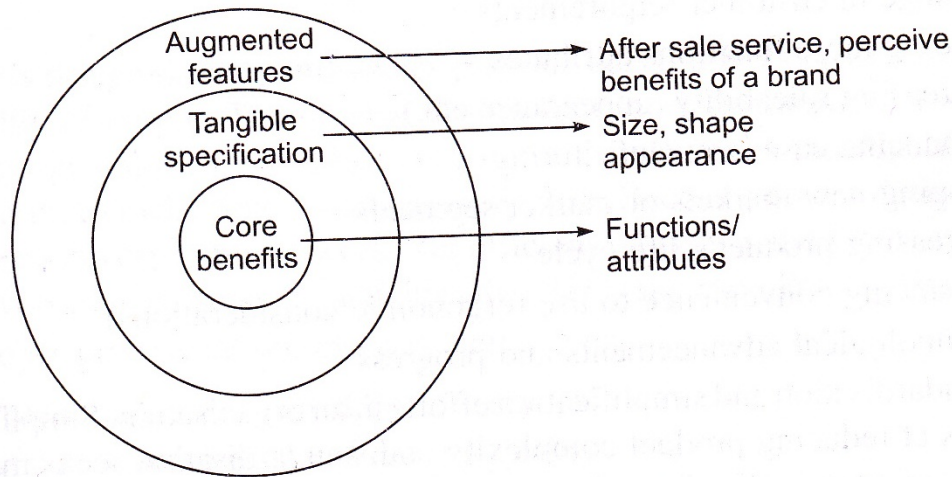 Augmented
features
After sale service, perceive
benefits of a brand
Tangible
specification
Size, shape
appearance
Core
benefits
Functions/
attributes